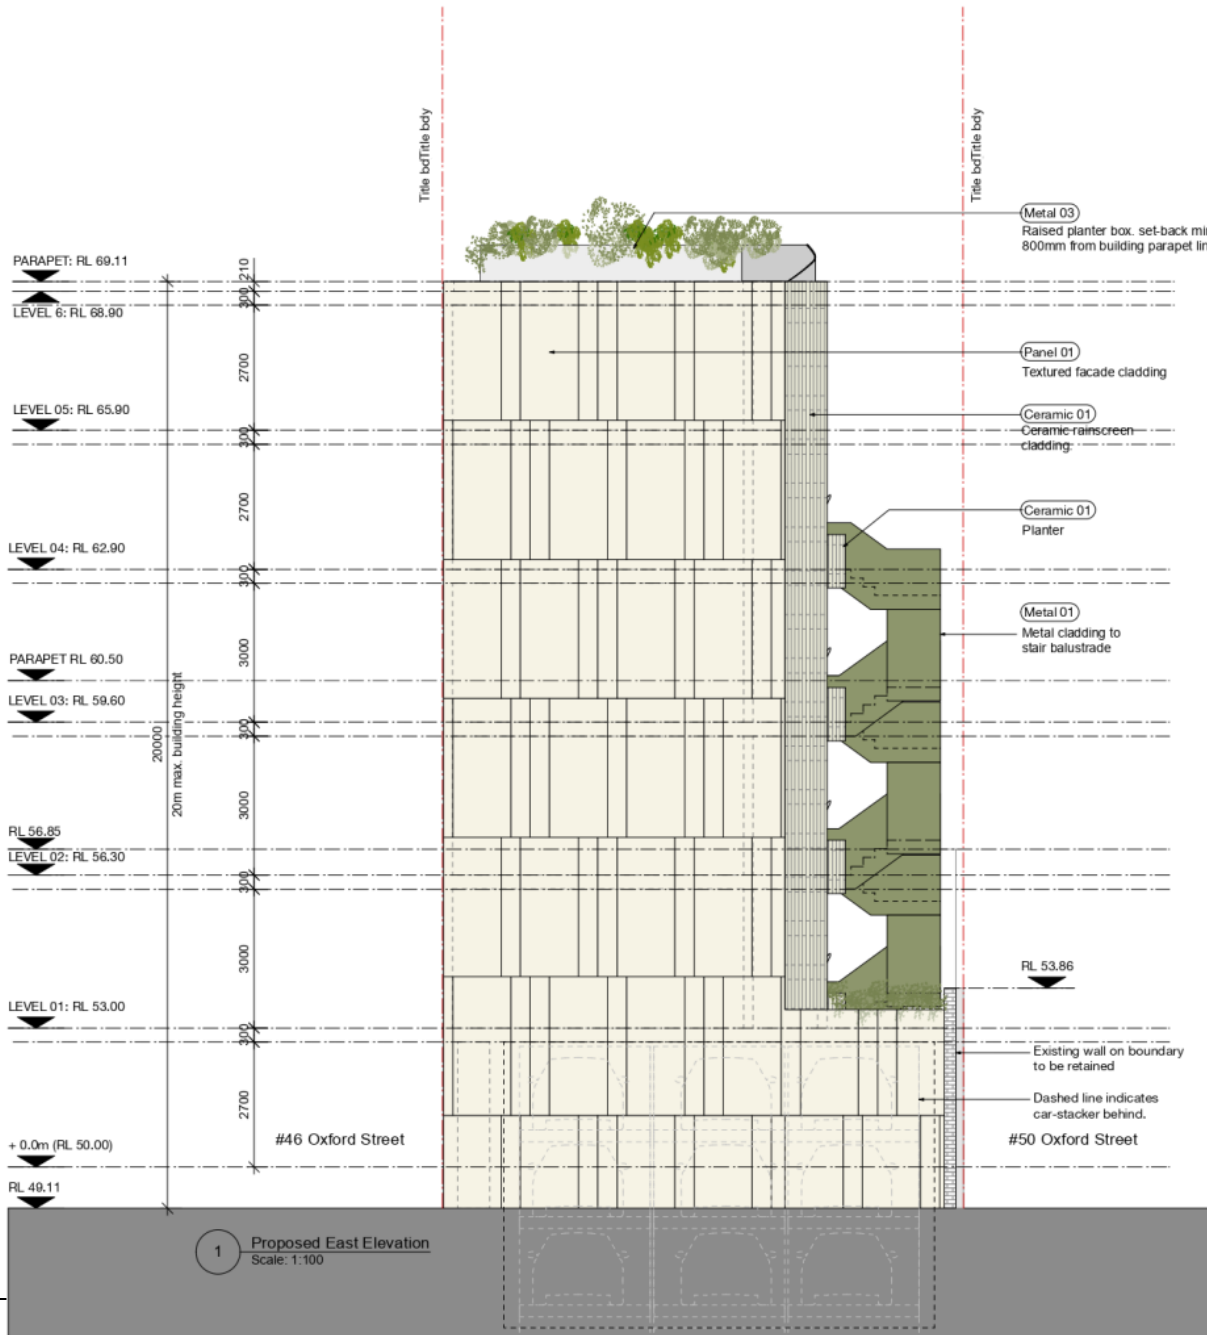 Title bdTitle bdy
Title bdTitle bdy
Metal 03
Raised planter box. set-back min
800mm from building parapet lin
PARAPET: RL 69.11
210
300
LEVEL 6: RL 68.90
2700
Panel 01
Textured facade cladding
LEVEL 05: RL 65.90
300
Ceramic 01
Ceramic rainscreen
cladding.
2700
Ceramic 01
Planter
LEVEL 04: RL 62.90
300
Metal 01
Metal cladding to
stair balustrade
3000
PARAPET RL 60.50
LEVEL 03: RL 59.60
300
20000
20m max. building height
3000
RL 56.85
LEVEL 02: RL 56.30
300
3000
RL 53.86
LEVEL 01: RL 53.00
300
Existing wall on boundary
to be retained
Dashed line indicates
car-stacker behind.
2700
+ 0.0m (RL 50.00)
#46 Oxford Street
#50 Oxford Street
RL 49.11
1
Proposed East Elevation
Scale: 1:100